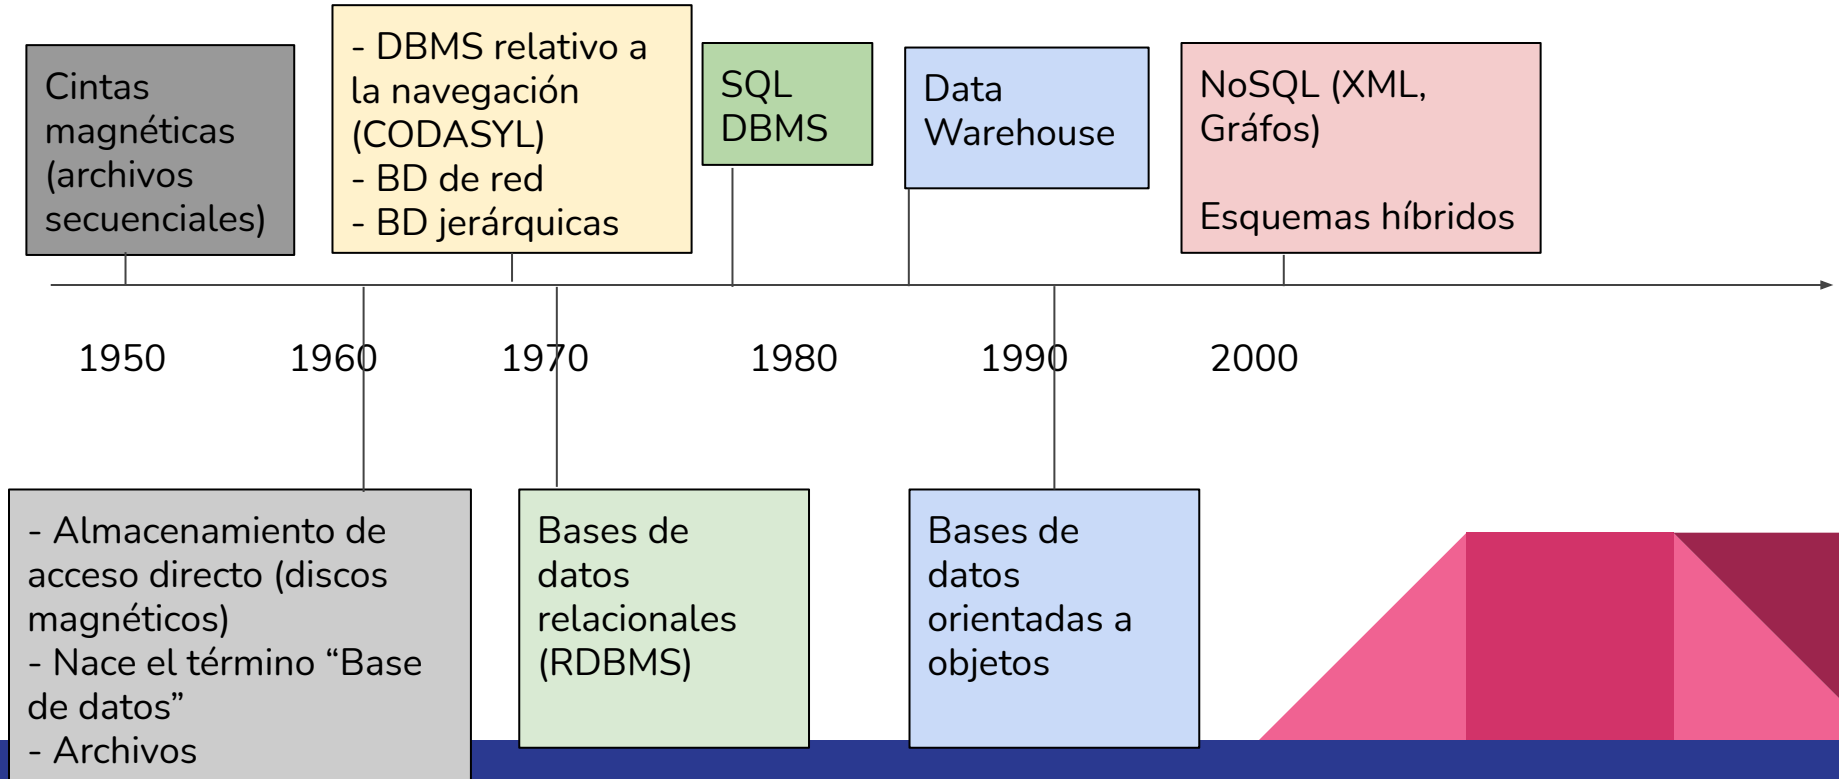 Cintas
magnéticas
(archivos
secuenciales)
- DBMS relativo a
la navegación
(CODASYL)
- BD de red
- BD jerárquicas
SQL
DBMS
Data
Warehouse
NoSQL (XML,
Gráfos)
Esquemas híbridos
1950
1960
1970
1980
1990
2000
- Almacenamiento de
acceso directo (discos
magnéticos)
- Nace el término “Base
de datos”
- Archivos
Bases de
datos
relacionales
(RDBMS)
Bases de
datos
orientadas a
objetos